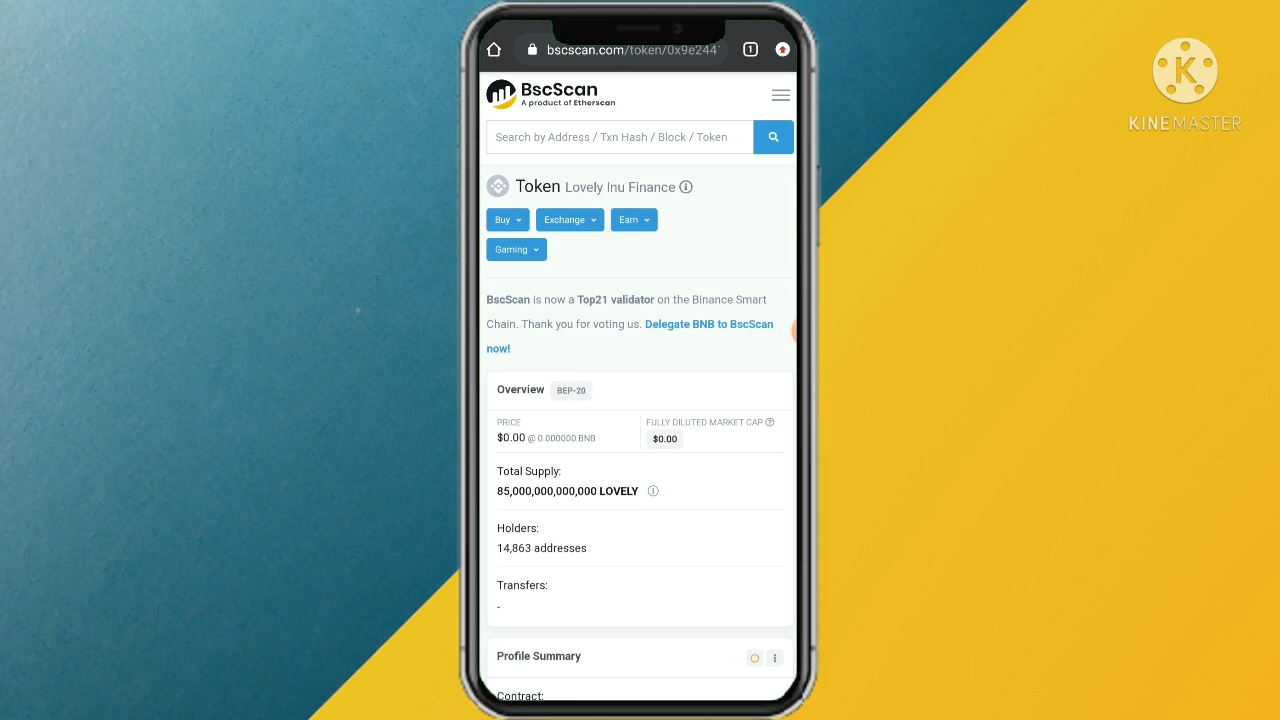 bscscan.com/token/0x9e244
1
BscScan
A product of Etherscan
Search by Address / Txn Hash / Block / Token
Token Lovely Inu Finance
Buy Exchange Earn
Gaming
BscScan is now a Top21 validator on the Binance Smart
Chain. Thank you for voting us. Delegate BNB to BscScan
now!
Overview BEP-20
PRICE
$0.00 @ 0.000000 BNB
FULLY DILUTED MARKET CAP
$0.00
Total Supply:
85,000,000,000,000 LOVELY
Holders:
14,863 addresses
Transfers:
-
Profile Summary
Contract:
K
KINEMASTER